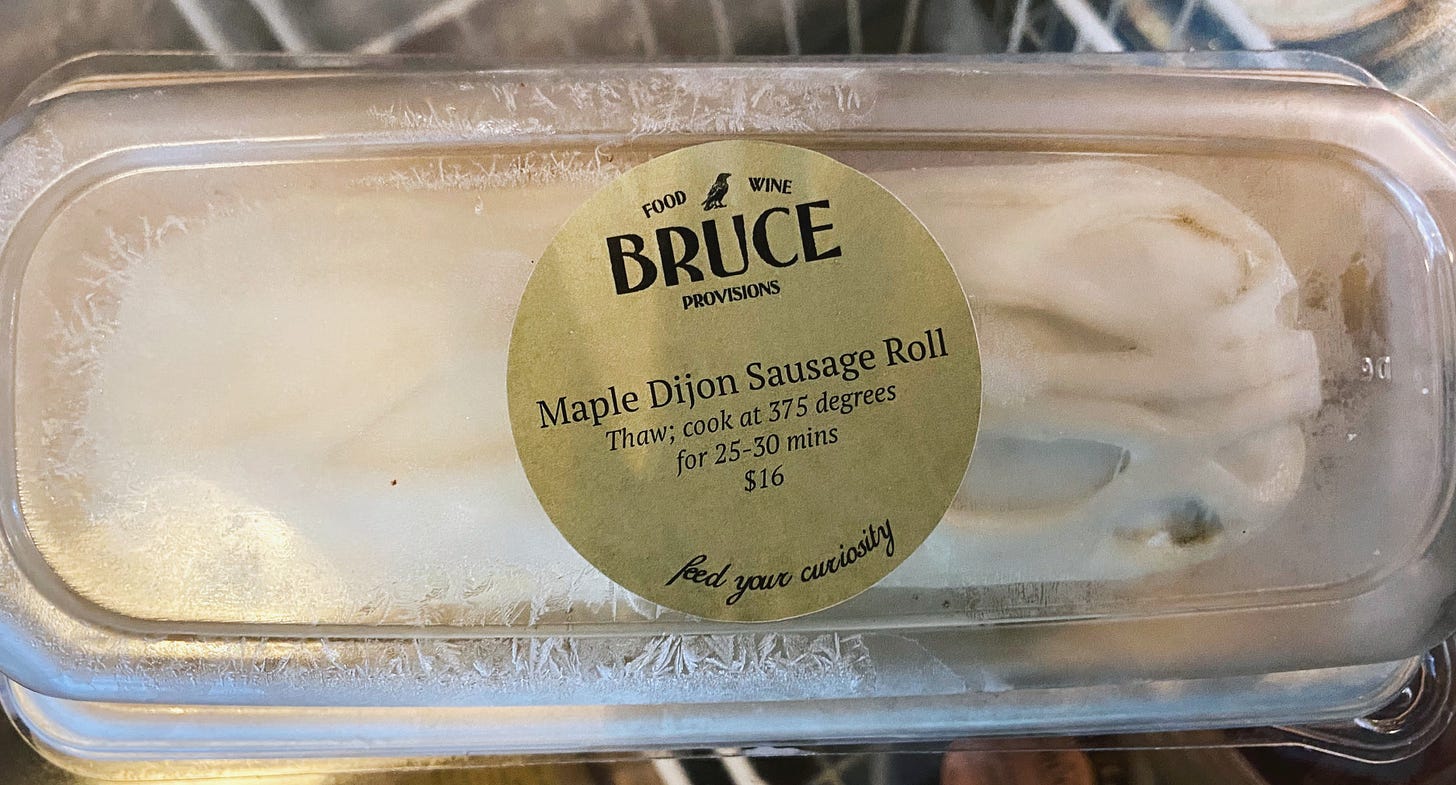 FOOD WINE
BRUCE
PROVISIONS
Maple Dijon Sausage Roll
Thaw; cook at 375 degrees
for 25-30 mins
$16
feed your curiosity